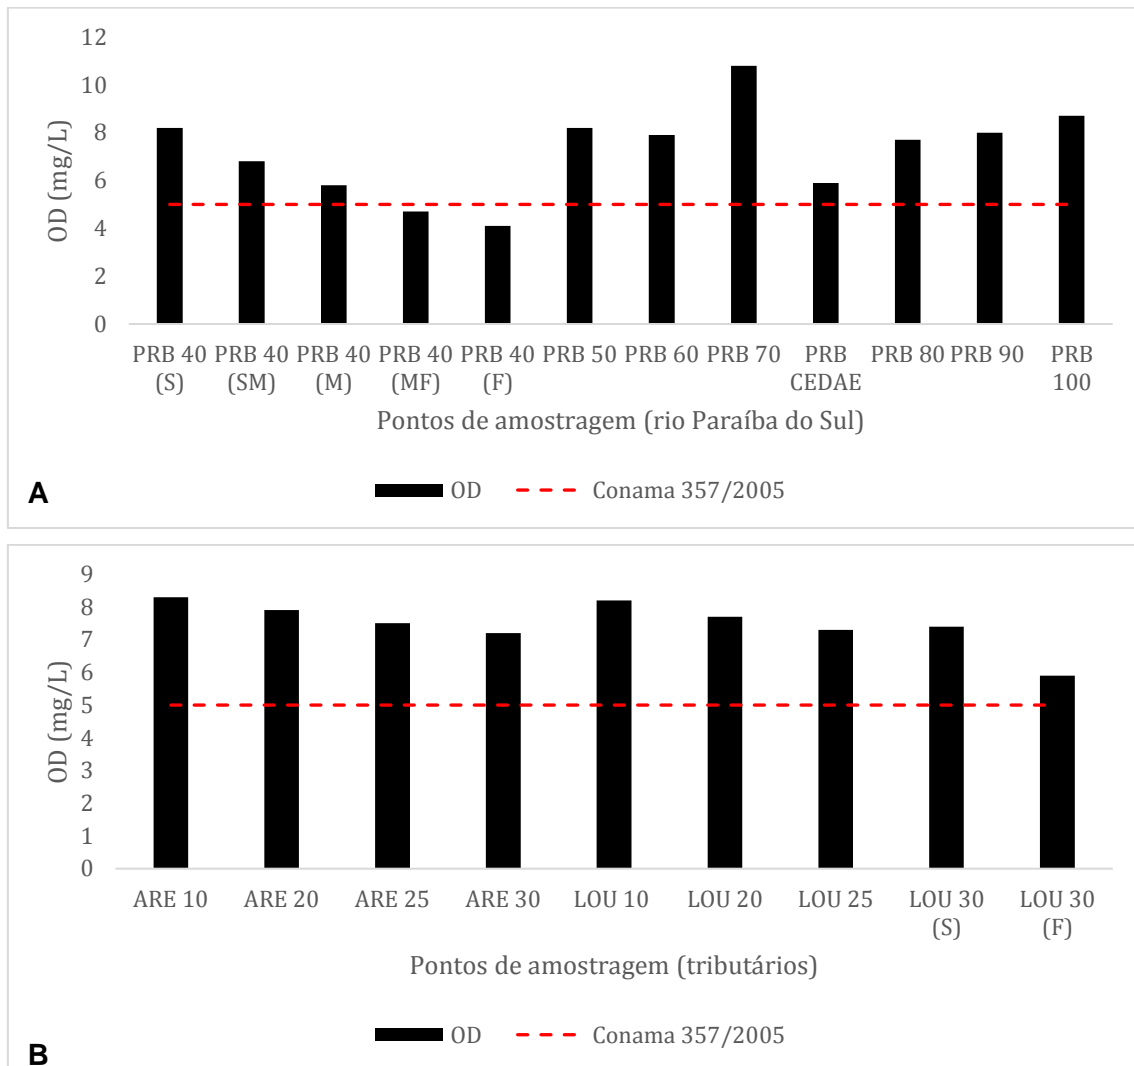 12
10
8
6
4
2
0
OD (mg/L)
PRB 40 PRB 40 PRB 40 PRB 40 PRB 40 PRB 50 PRB 60 PRB 70 PRB PRB 80 PRB 90 PRB
(S) (SM) (M) (MF) (F) CEDAE 100
Pontos de amostragem (rio Paraíba do Sul)
OD Conama 357/2005
A
9
8
7
6
5
4
3
2
1
0
OD (mg/L)
ARE 10 ARE 20 ARE 25 ARE 30 LOU 10 LOU 20 LOU 25 LOU 30 LOU 30
(S) (F)
Pontos de amostragem (tributários)
OD Conama 357/2005
B